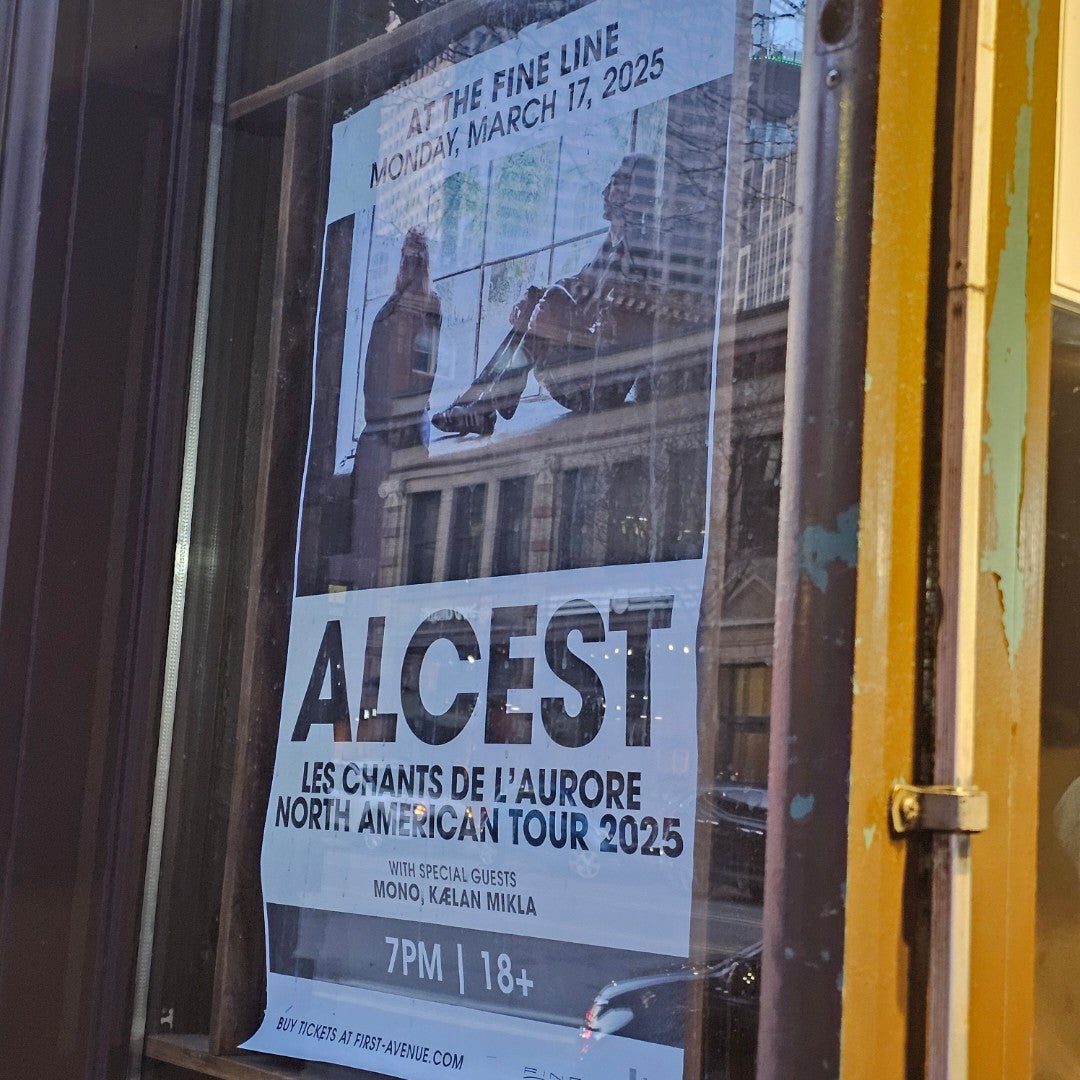 AT THE FINE LINE
MONDAY, MARCH 17, 2025
ALCEST
LES CHANTS DE L'AURORE
NORTH AMERICAN TOUR 2025
WITH SPECIAL GUESTS
MONO, KÆLAN MIKLA
7PM | 18+
BUY TICKETS AT FIRST-AVENUE.COM